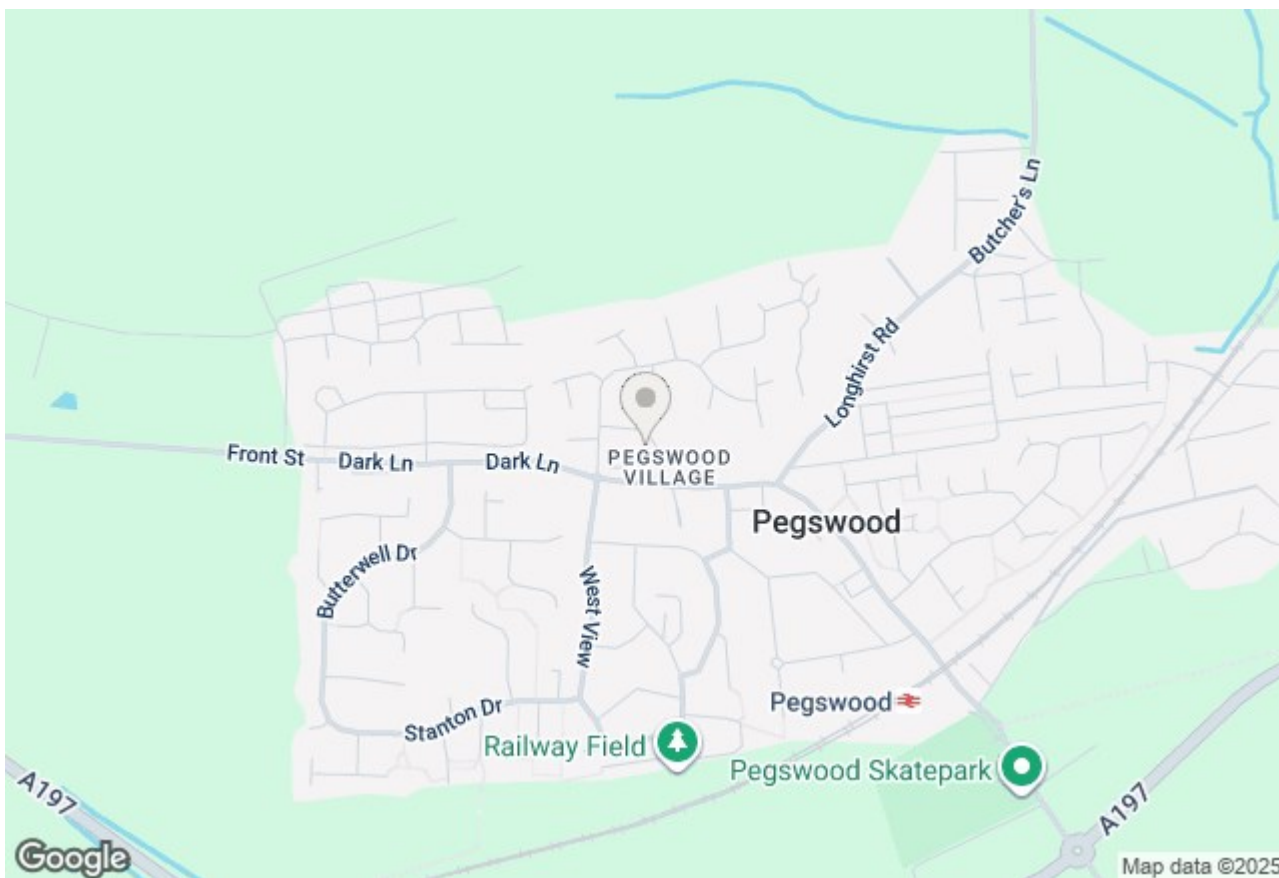 Butcher's Ln
Longhirst Rd
Front St
Dark Ln
Dark Ln
PEGSWOOD
VILLAGE
Pegswood
Butterwell Dr
West View
Stanton Dr
Pegswood
Railway Field
Pegswood Skatepark
A197
A197
Google
Map data ©2025